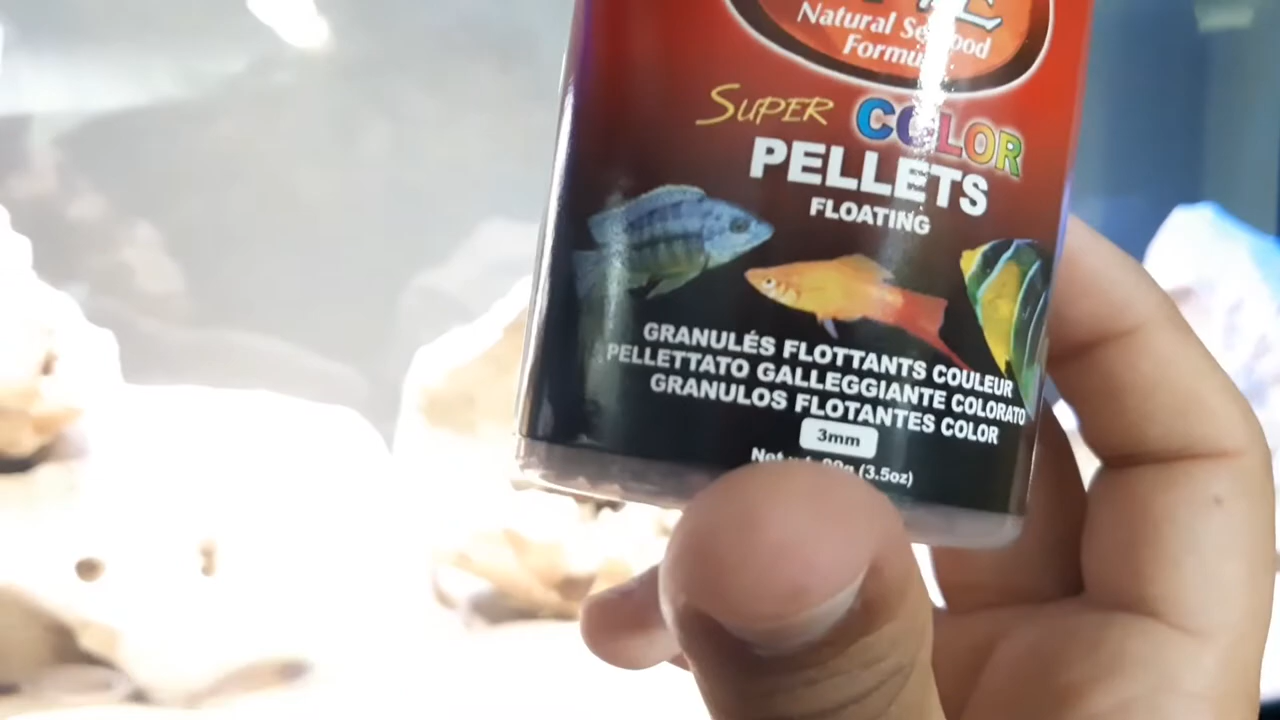 Natural Seafood
Formula
SUPER COLOR
PELLETS
FLOATING
GRANULÉS FLOTTANTS COULEUR
PELLETTATO GALLEGGIANTE COLORATO
GRANULOS FLOTANTES COLOR
3mm
Net (3.5oz)